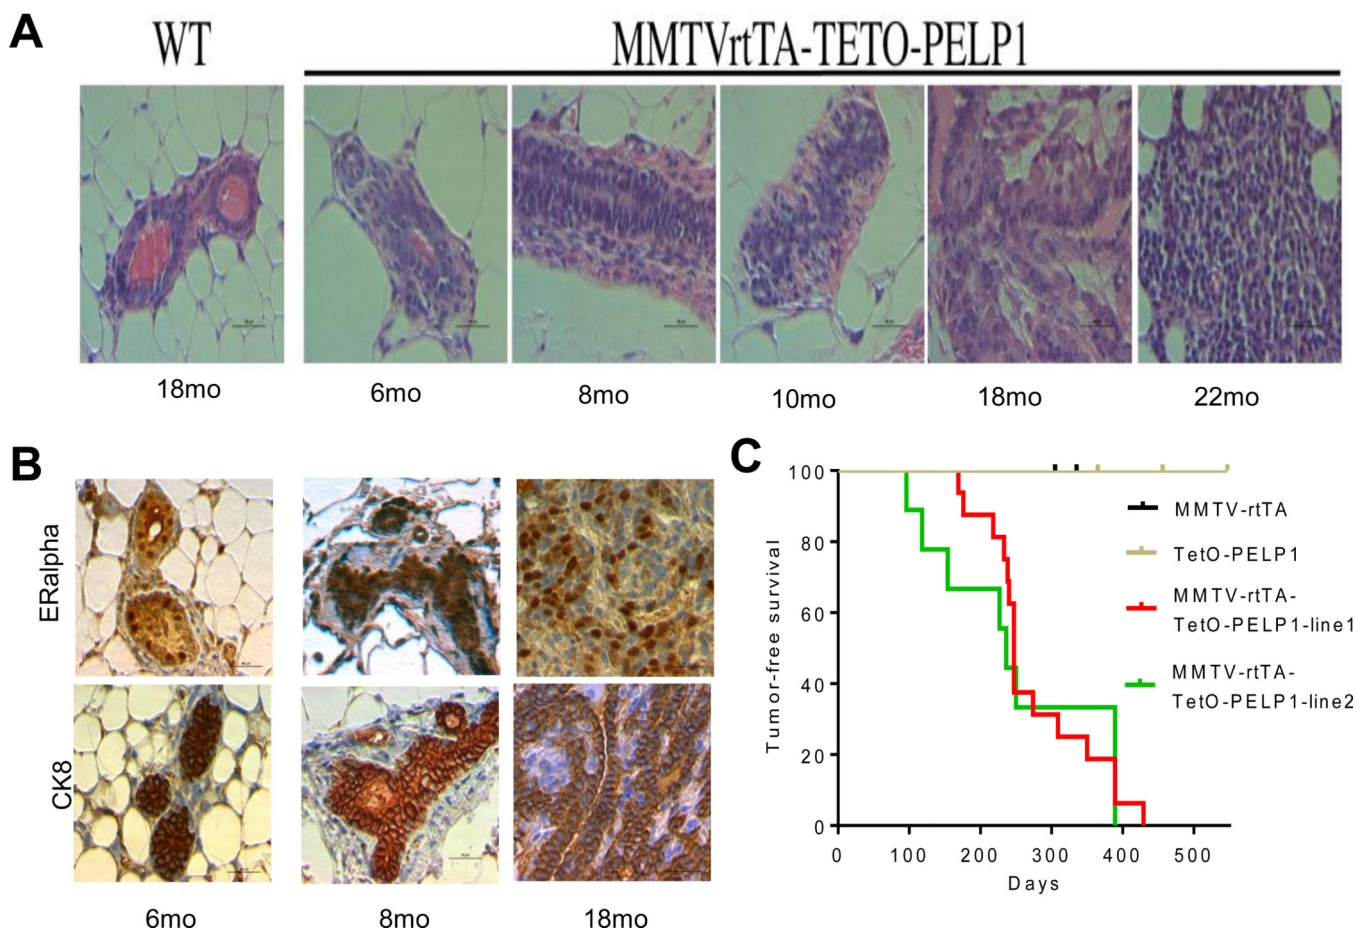 A
WT
MMTVrtTA-TETO-PELP1
18mo
6mo
8mo
10mo
18mo
22mo
B
ERalpha
CK8
6mo
8mo
18mo
C
Tumor-free survival
100
80
60
40
20
0
0
100
200
300
400
500
Days
MMTV-rtTA
TetO-PELP1
MMTV-rtTA-
TetO-PELP1-line1
MMTV-rtTA-
TetO-PELP1-line2